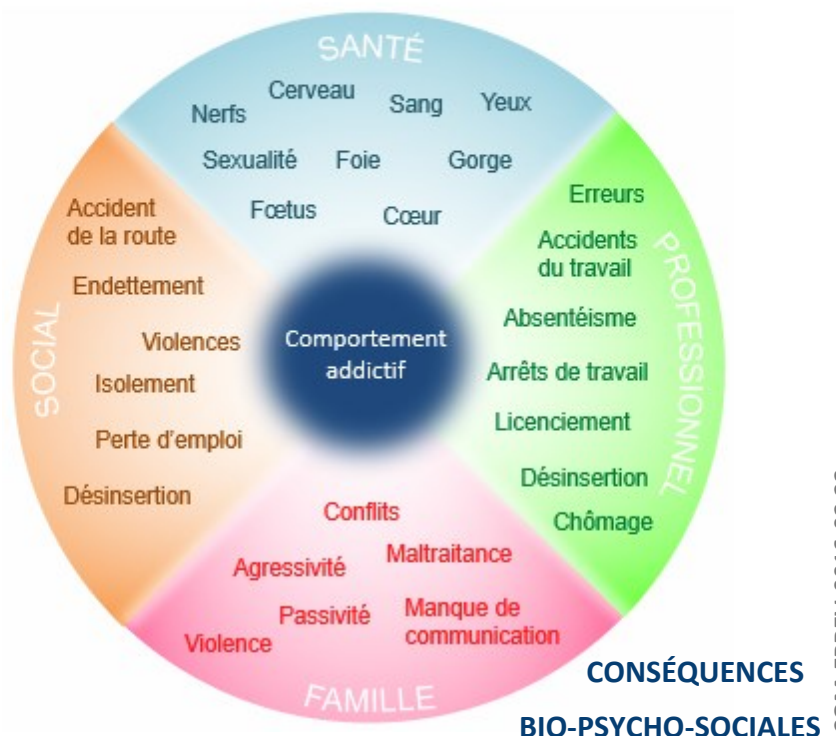 SANTÉ
Cerveau
Nerfs
Sang
Yeux
Sexualité
Foie
Gorge
Fœtus
Cœur
PROFESSIONNEL
Erreurs
Accidents
du travail
Absentéisme
Arrêts de travail
Licenciement
Désinsertion
Chômage
SOCIAL
Accident
de la route
Endettement
Violences
Isolement
Perte d'emploi
Désinsertion
Comportement
addictif
Conflits
Agressivité
Maltraitance
Passivité
Manque de
communication
Violence
FAMILLE
CONSÉQUENCES
BIO-PSYCHO-SOCIALES